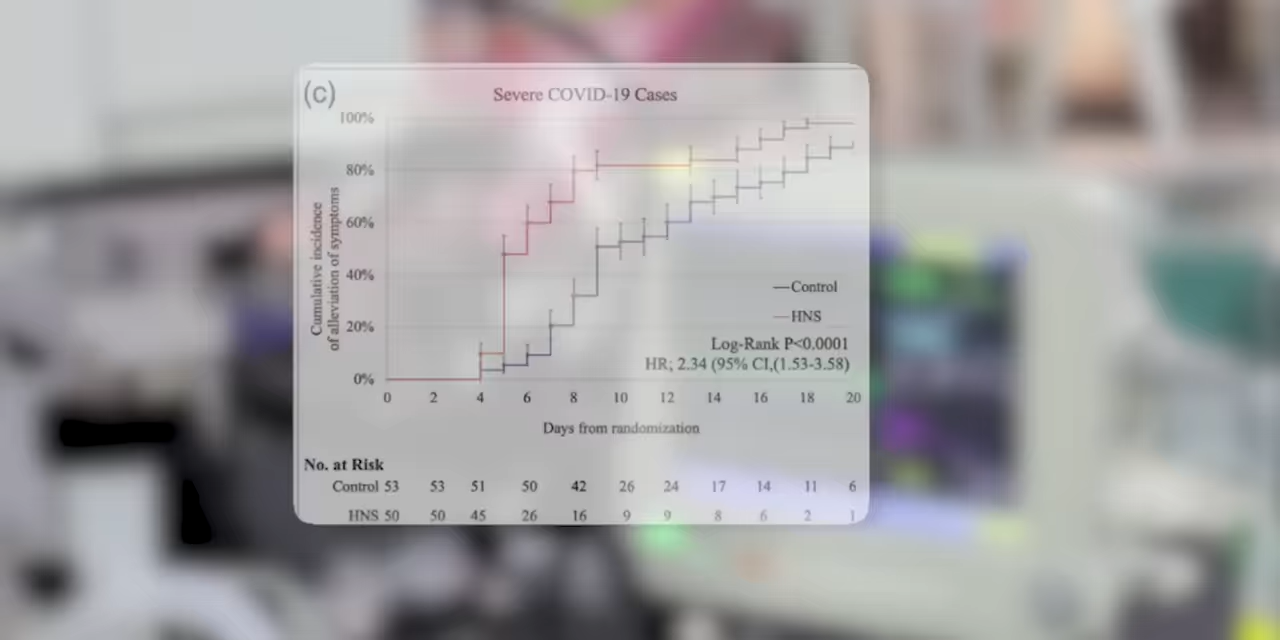 (c)
Severe COVID-19 Cases
100%
80%
60%
40%
20%
0%
Cumulative incidence
of alleviation of symptoms
Control
HNS
Log-Rank P<0.0001
HR; 2.34 (95% CI,(1.53-3.58)
0 2 4 6 8 10 12 14 16 18 20
Days from randomization
No. at Risk
Control 53 53 51 50 42 26 24 17 14 11 6
HNS 50 50 45 26 16 9 9 8 6 2 1